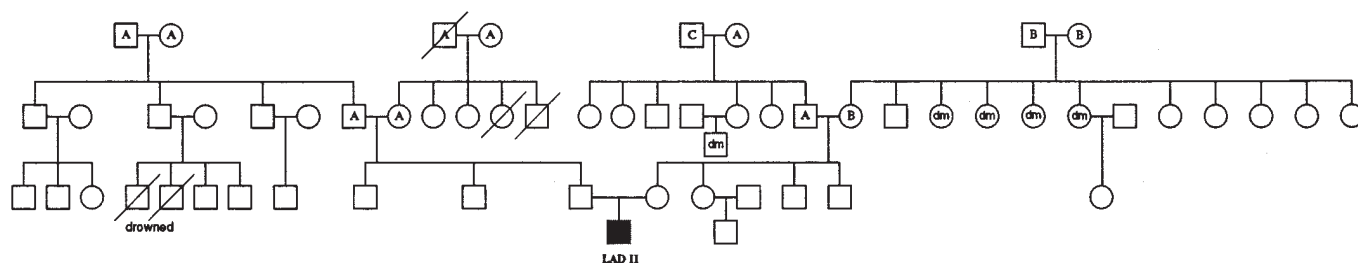 A A A A C A B B
A A A B dm dm dm dm
dm
drowned
LAD II